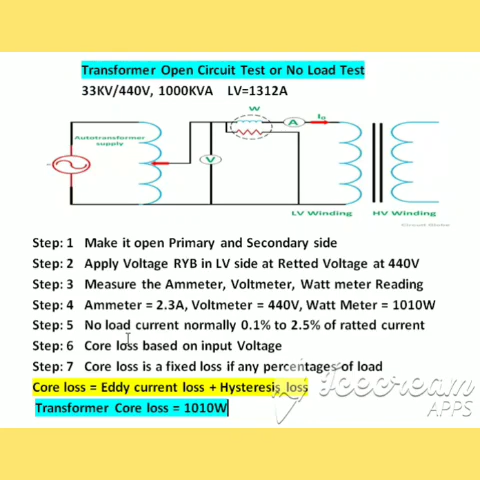 Transformer Open Circuit Test or No Load Test
33KV/440V, 1000KVA LV=1312A
W
A
I₀
Autotransformer
supply
V
LV Winding HV Winding
Circuit Globe
Step: 1 Make it open Primary and Secondary side
Step: 2 Apply Voltage RYB in LV side at Retted Voltage at 440V
Step: 3 Measure the Ammeter, Voltmeter, Watt meter Reading
Step: 4 Ammeter = 2.3A, Voltmeter = 440V, Watt Meter = 1010W
Step: 5 No load current normally 0.1% to 2.5% of ratted current
Step: 6 Core loss based on input Voltage
Step: 7 Core loss is a fixed loss if any percentages of load
Core loss = Eddy current loss + Hysteresis loss
Transformer Core loss = 1010W
Icecream
APPS